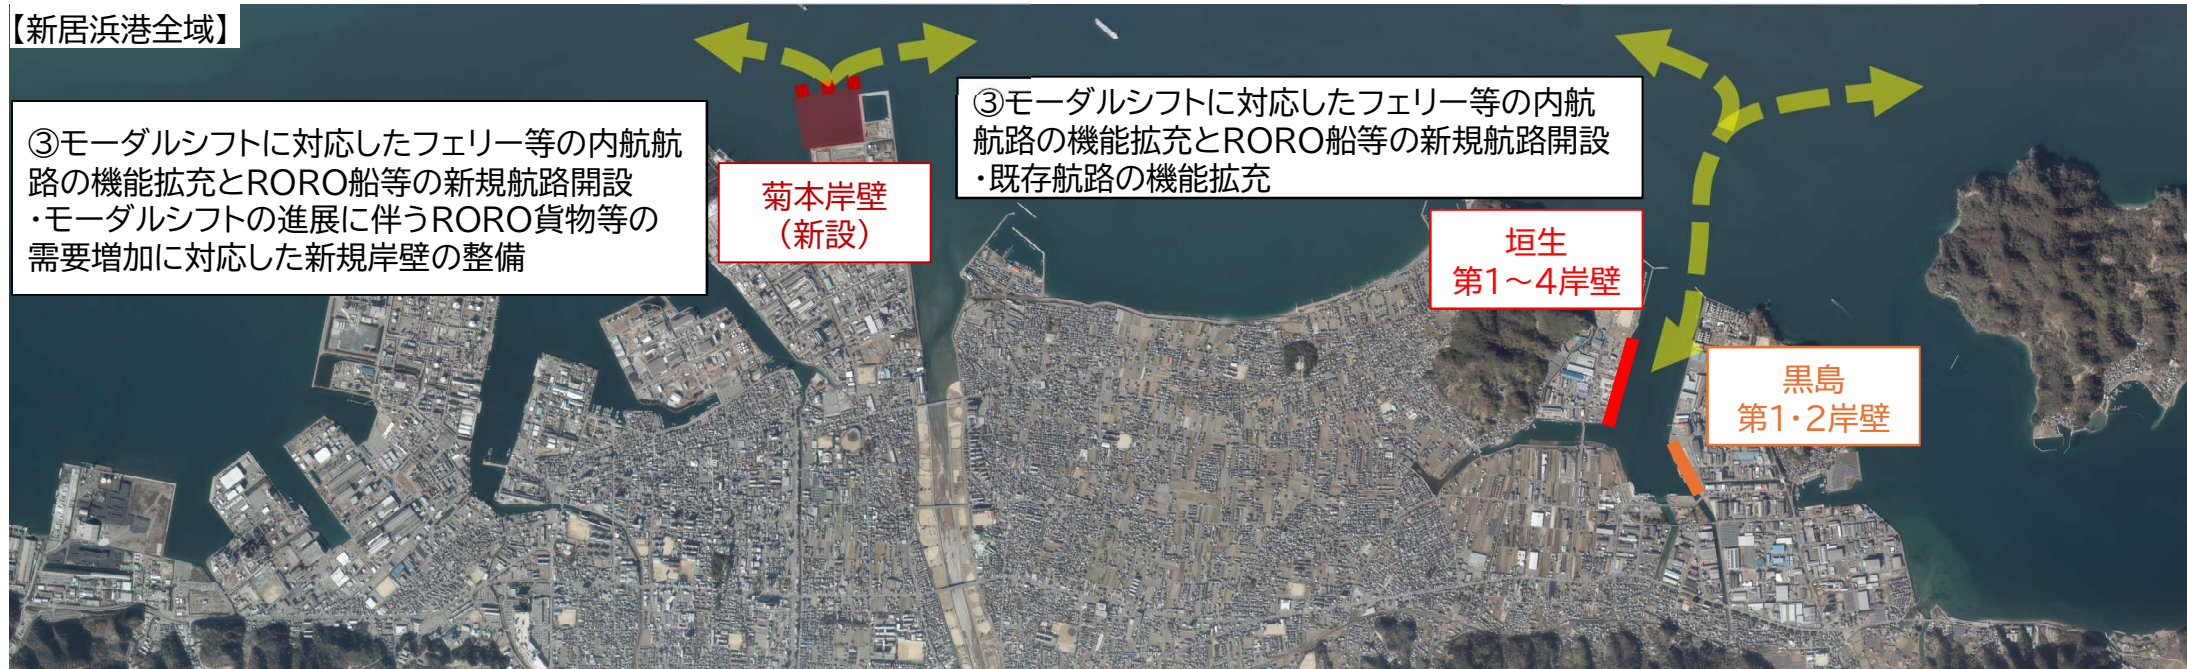 【新居浜港全域】
③モーダルシフトに対応したフェリー等の内航航
路の機能拡充とRORO船等の新規航路開設
・モーダルシフトの進展に伴うRORO貨物等の
需要増加に対応した新規岸壁の整備
菊本岸壁
（新設）
③モーダルシフトに対応したフェリー等の内航
航路の機能拡充とRORO船等の新規航路開設
・既存航路の機能拡充
垣生
第1～4岸壁
黒島
第1・2岸壁